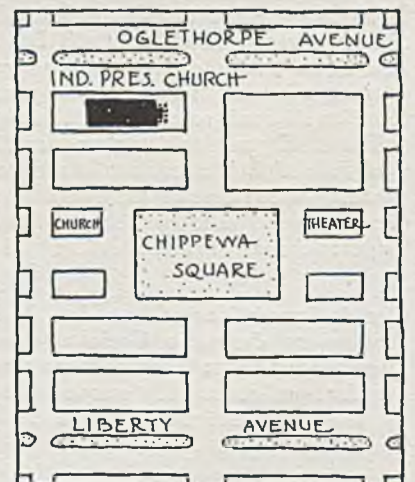 OGLETHORPE AVENUE
IND. PRES. CHURCH
CHURCH
THEATER
CHIPPEWA
SQUARE
LIBERTY AVENUE